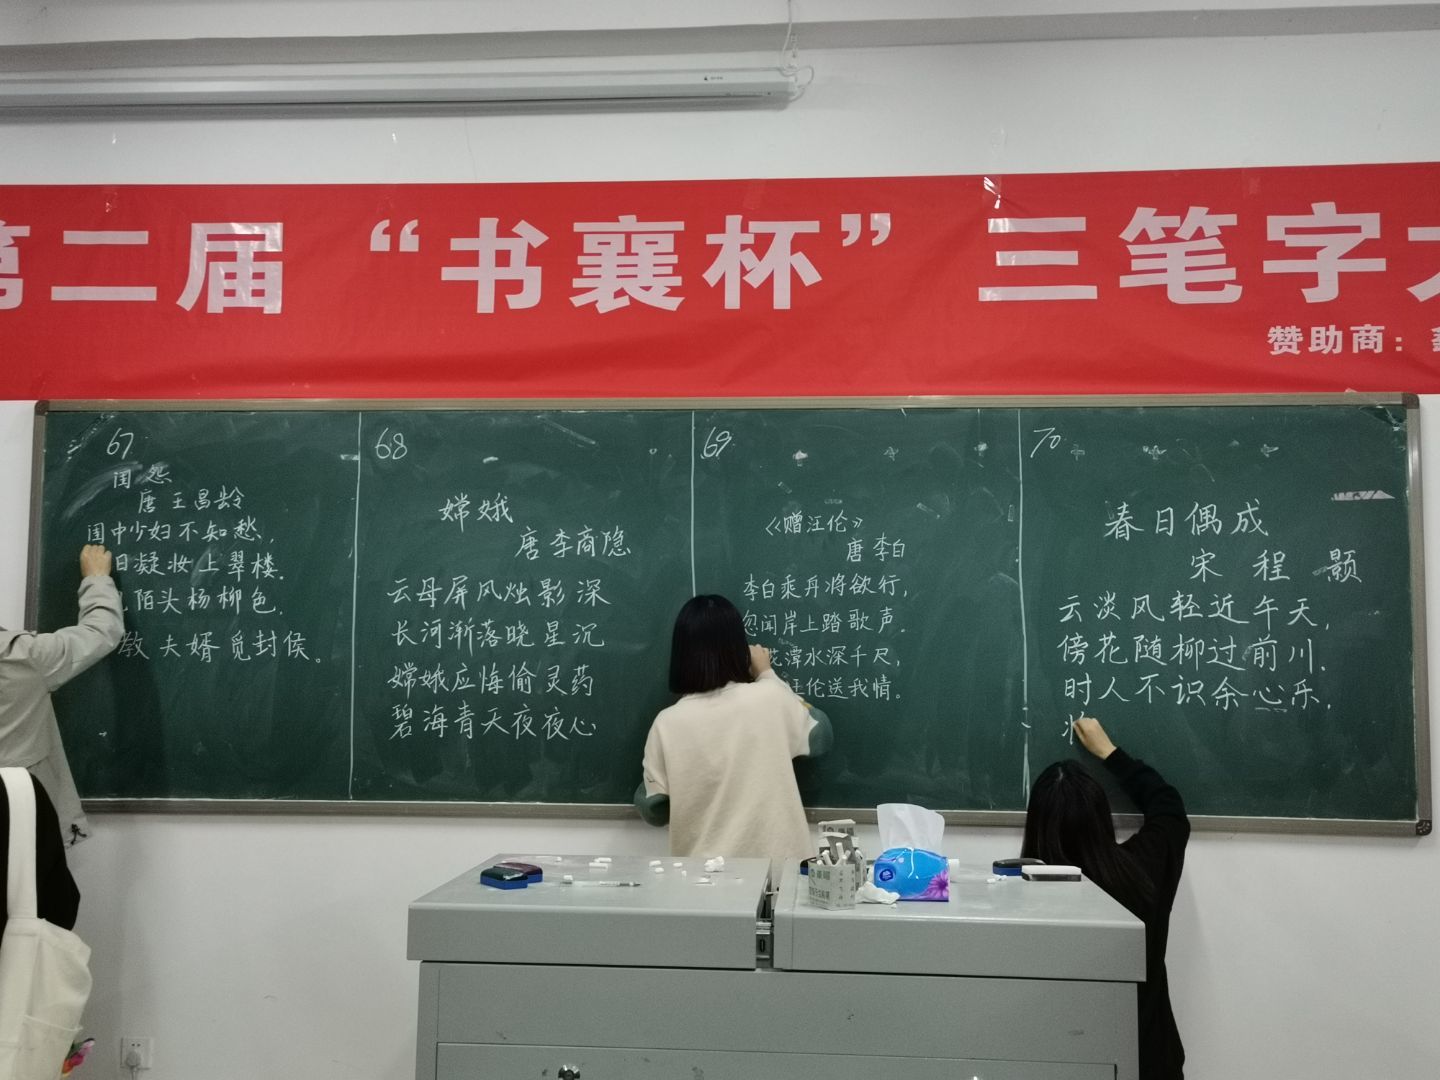 第二届“书襄杯”三笔字大
赞助商：
67
闺怨
唐 王昌龄
闺中少妇不知愁，
日凝妆上翠楼。
陌头杨柳色，
教夫婿觅封侯。
68
嫦娥
唐 李商隐
云母屏风烛影深
长河渐落晓星沉
嫦娥应悔偷灵药
碧海青天夜夜心
69
《赠汪伦》
唐 李白
李白乘舟将欲行，
忽闻岸上踏歌声。
花潭水深千尺，
汪伦送我情。
70
春日偶成
宋 程 颢
云淡风轻近午天，
傍花随柳过前川。
时人不识余心乐，